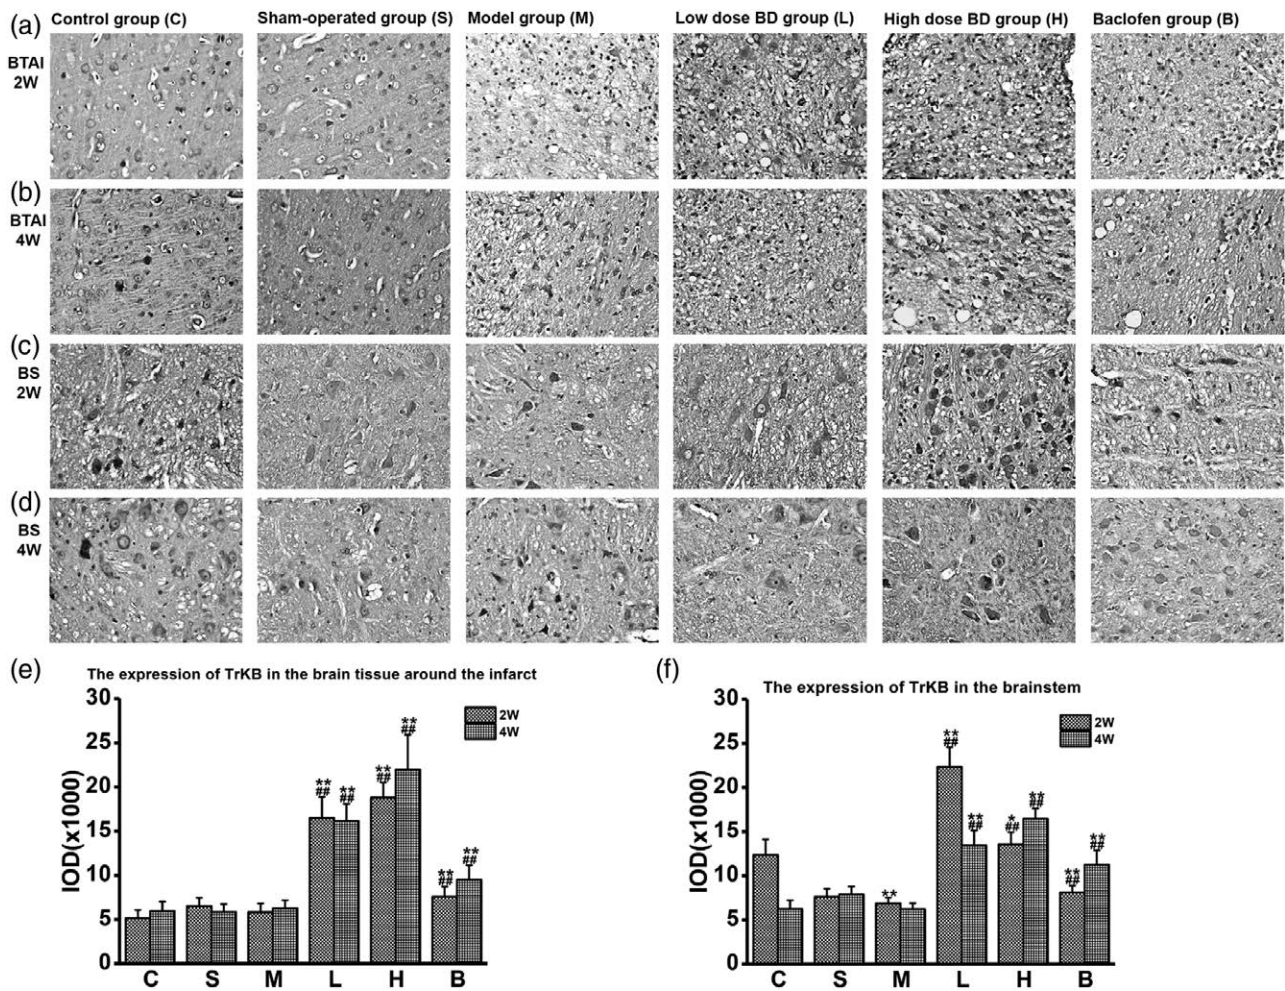 (a)
Control group (C)
Sham-operated group (S)
Model group (M)
Low dose BD group (L)
High dose BD group (H)
Baclofen group (B)
BTAI
2W
(b)
BTAI
4W
(c)
BS
2W
(d)
BS
4W
(e)
The expression of TrKB in the brain tissue around the infarct
30
25
20
15
10
5
0
IOD(x1000)
2W
4W
**
##
**
##
**
##
**
##
**
##
**
##
C S M L H B
(f)
The expression of TrKB in the brainstem
30
25
20
15
10
5
0
IOD(x1000)
2W
4W
**
**
##
**
##
*
##
**
##
**
##
**
##
C S M L H B